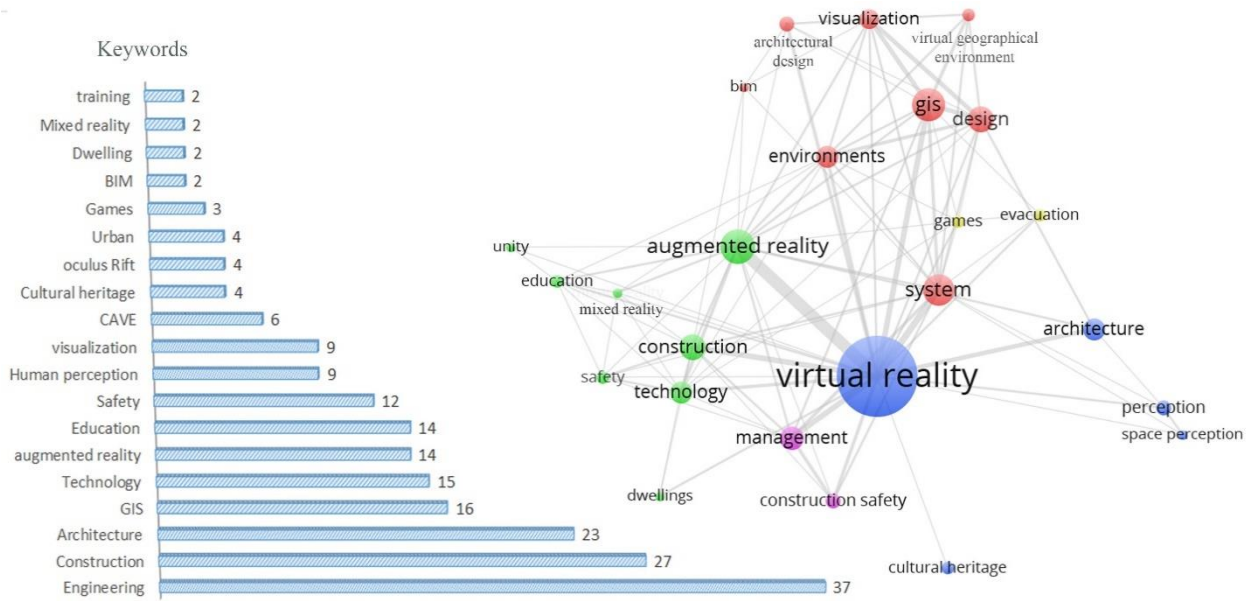 Keywords
training 2
Mixed reality 2
Dwelling 2
BIM 2
Games 3
Urban 4
oculus Rift 4
Cultural heritage 4
CAVE 6
visualization 9
Human perception 9
Safety 12
Education 14
augmented reality 14
Technology 15
GIS 16
Architecture 23
Construction 27
Engineering 37
visualization
architectural
design
virtual geographical
environment
bim
gis
design
environments
games
evacuation
augmented reality
unity
education
mixed reality
system
architecture
construction
safety
technology
virtual reality
perception
space perception
management
dwellings
construction safety
cultural heritage